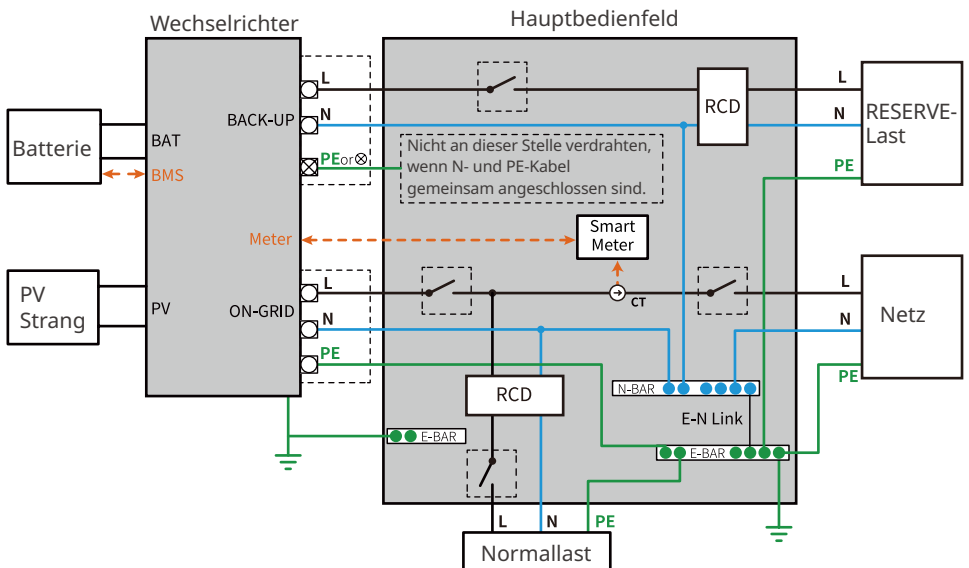 Wechselrichter
Hauptbedienfeld
L
N
BACK-UP
PE or ⊗
Batterie
BAT
BMS
RCD
L
N
PE
RESERVE-
Last
Nicht an dieser Stelle verdrahten,
wenn N- und PE-Kabel
gemeinsam angeschlossen sind.
Meter
Smart
Meter
PV
Strang
PV
ON-GRID
L
N
PE
CT
L
N
PE
Netz
RCD
N-BAR
E-N Link
E-BAR
E-BAR
L
N
PE
Normallast